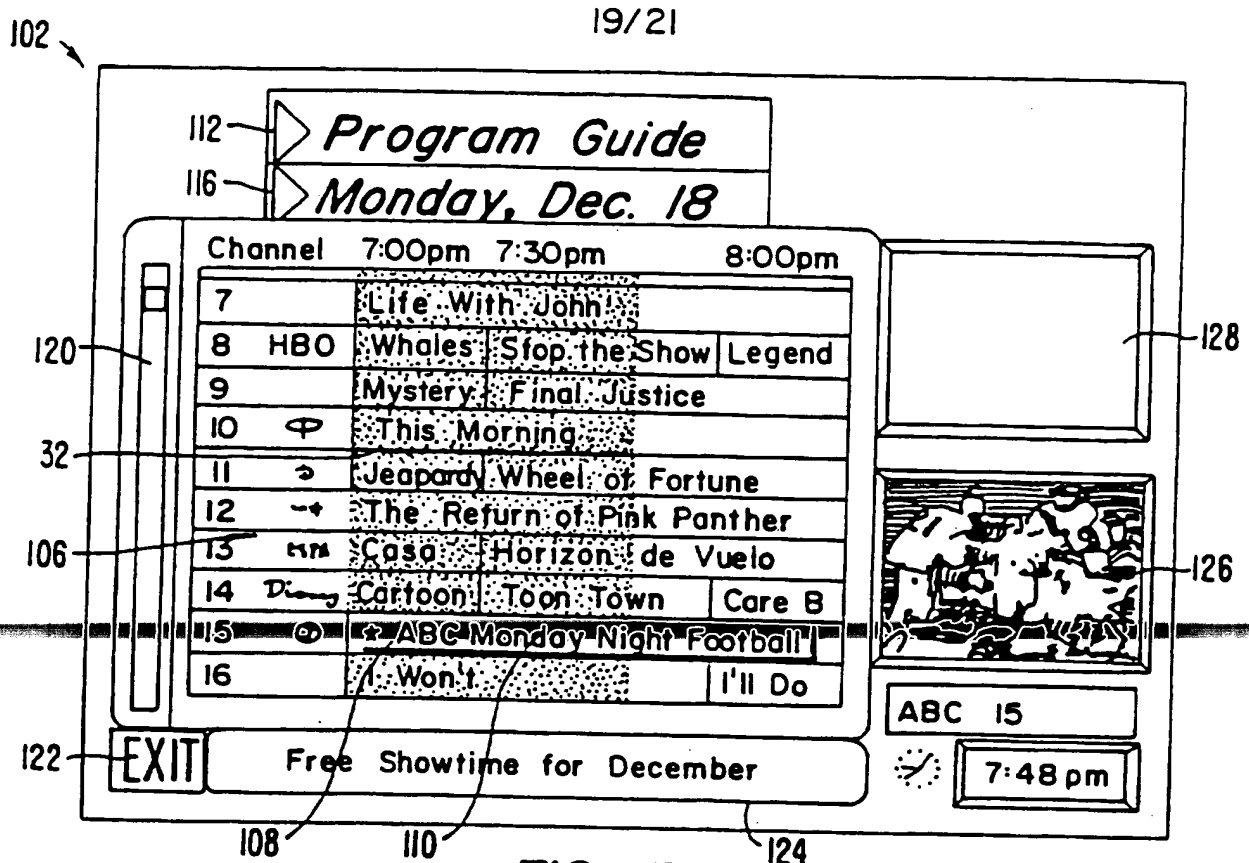 19/21
102
112 Program Guide
116 Monday, Dec. 18
Channel 7:00pm 7:30pm 8:00pm
7 Life With John
8 HBO Whales Stop the Show Legend
120
128
9 Mystery Final Justice
10 This Morning
32
11 Jeopardy Wheel of Fortune
12 The Return of Pink Panther
106
13 Casa Horizon de Vuelo
126
14 Disney Cartoon Toon Town Care B
15 ★ ABC Monday Night Football
16 I Won't I'll Do
ABC 15
122 EXIT Free Showtime for December
7:48 pm
108 110 124